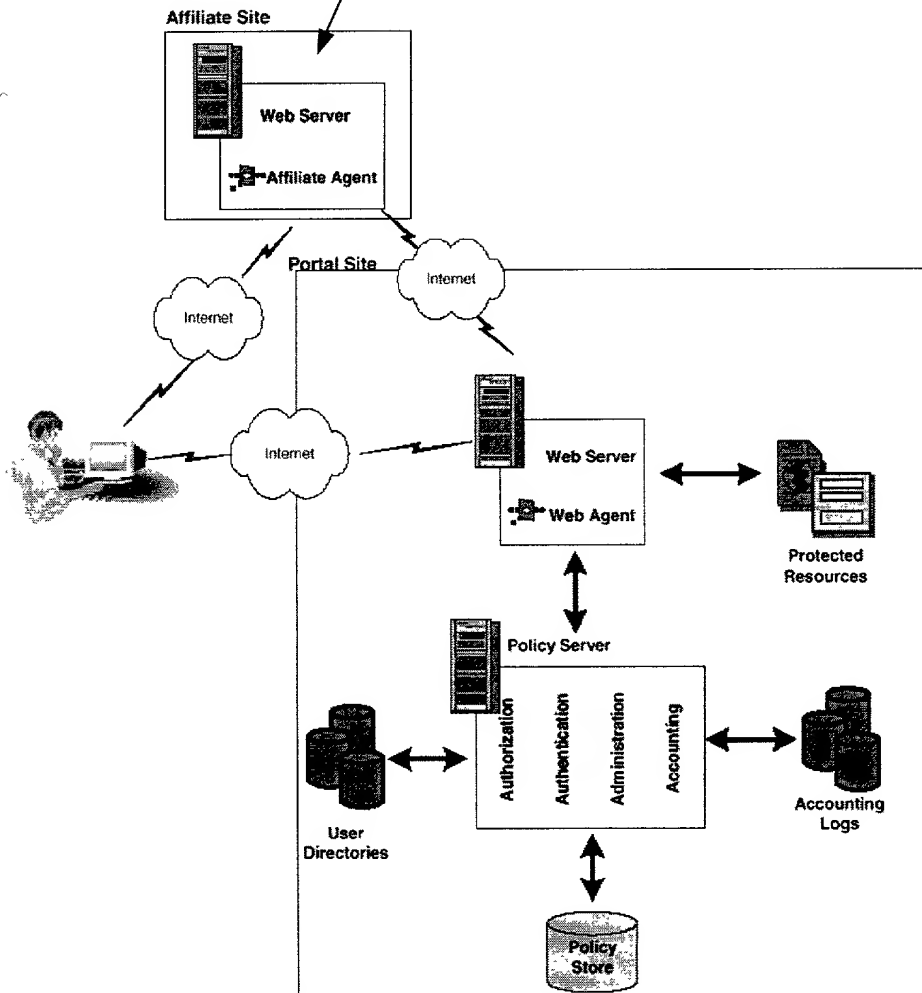 Affiliate Site
Web Server
Affiliate Agent
Portal Site
Internet
Internet
Internet
Web Server
Web Agent
Protected
Resources
Policy Server
Authorization
Authentication
Administration
Accounting
User
Directories
Accounting
Logs
Policy
Store